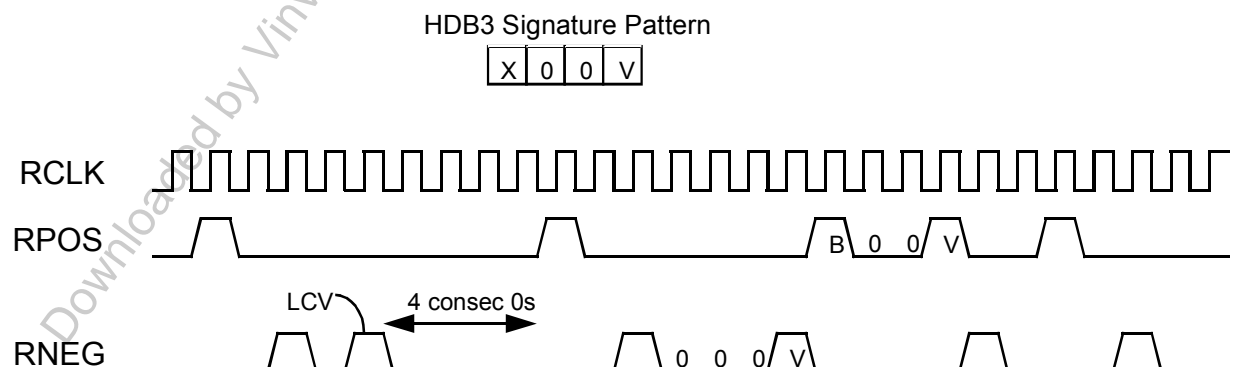 HDB3 Signature Pattern
X 0 0 V
RCLK
RPOS
B 0 0 V
LCV
4 consec 0s
RNEG
0 0 0 V
Downloaded by